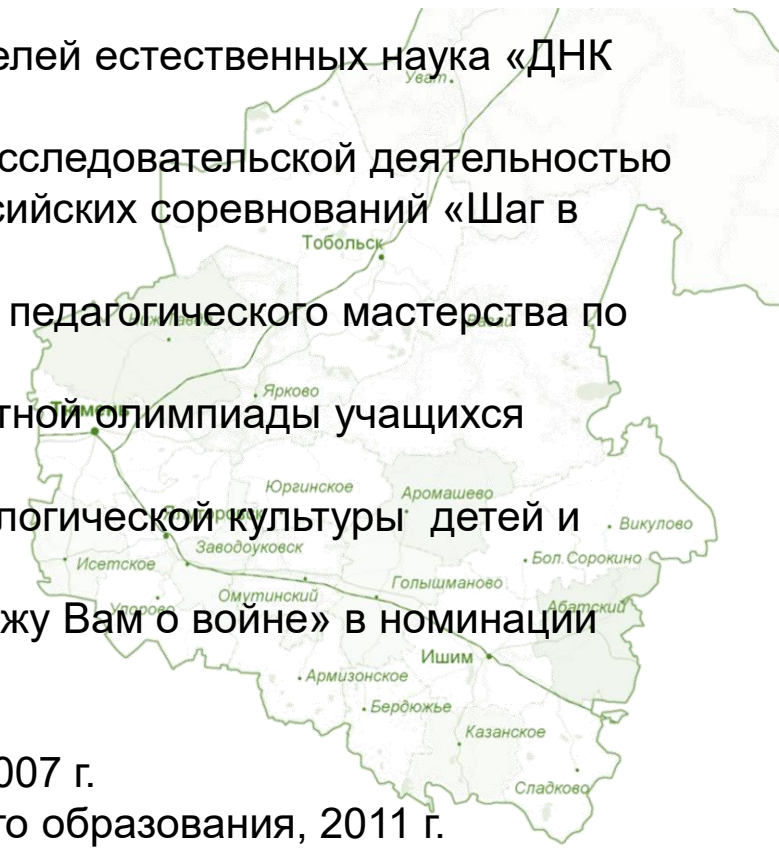 елей естественных наука «ДНК
Уват
сследовательской деятельностью
сийских соревнований «Шаг в
Тобольск
педагогического мастерства по
Ярково
Тюмень
тной олимпиады учащихся
Юргинское
Аромашево
логической культуры детей и
Викулово
Заводоуковск
Бол.Сорокино
Исетское
Голышманово
Омутинский
Абатский
жу Вам о войне» в номинации
Ишим
Армизонское
Бердюжье
Казанское
007 г.
Сладково
го образования, 2011 г.